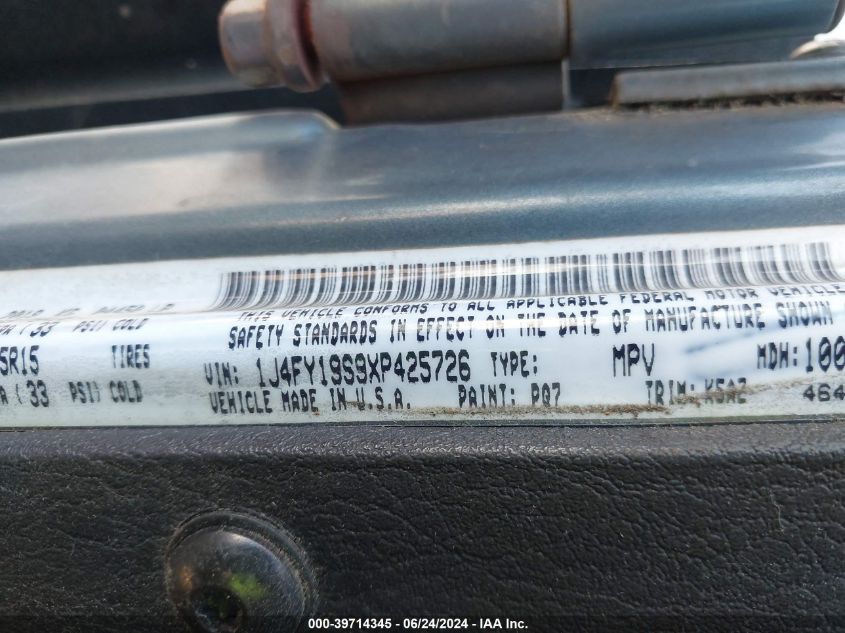 THIS VEHICLE CONFORMS TO ALL APPLICABLE FEDERAL MOTOR VEHICLE
/ 33 PSI) COLD SAFETY STANDARDS IN EFFECT ON THE DATE OF MANUFACTURE SHOWN
5R15 TIRES VIN: 1J4FY19S9XP425726 TYPE: MPV MDH:100
/ 33 PSI) COLD VEHICLE MADE IN U.S.A. PAINT: PQ7 TRIM: K5AZ 464
000-39714345 - 06/24/2024 - IAA Inc.